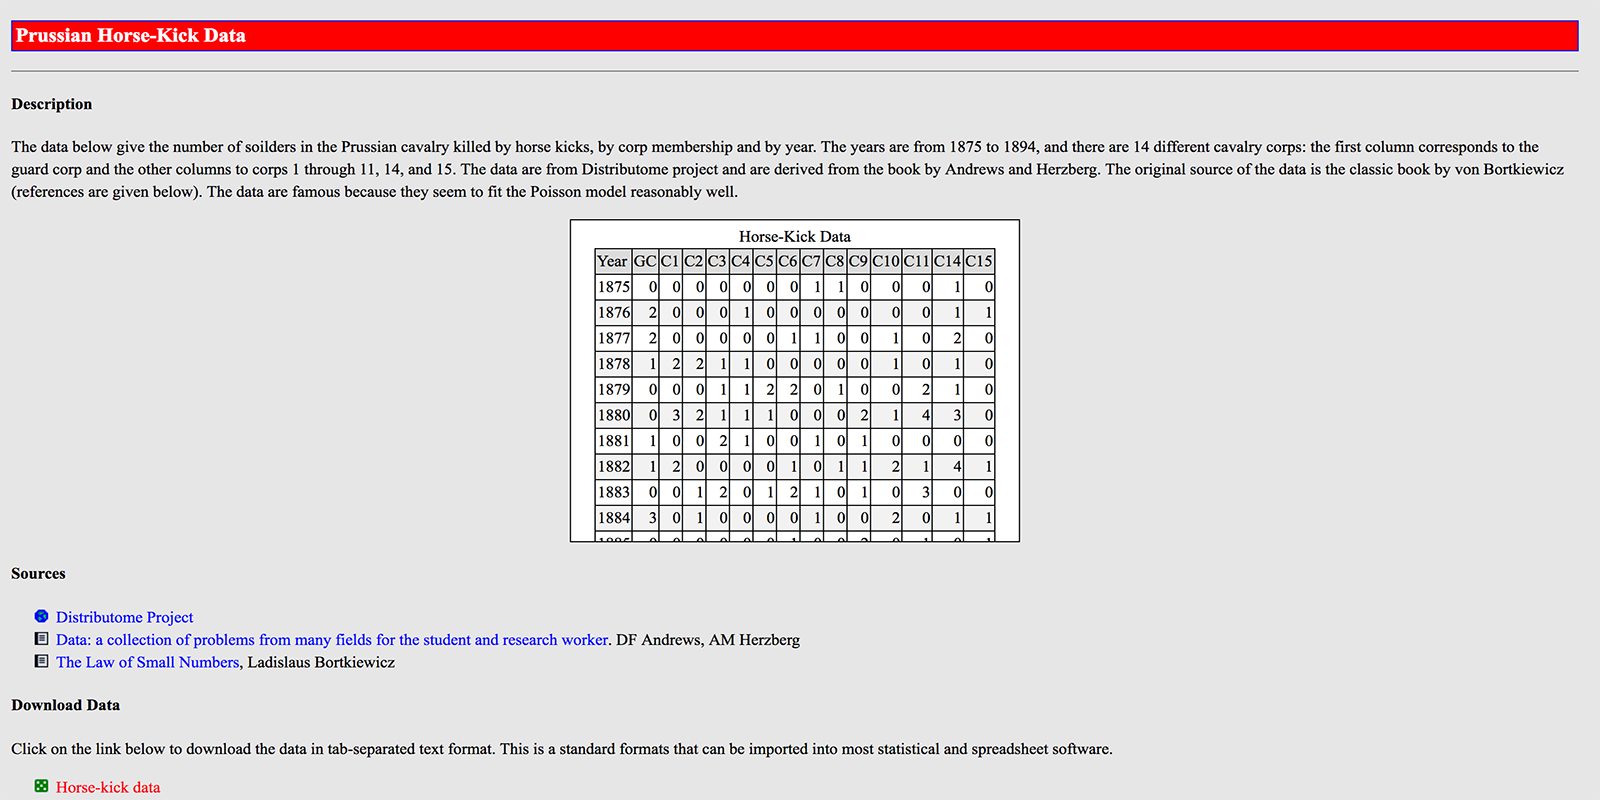 Prussian Horse-Kick Data
Description
The data below give the number of soilders in the Prussian cavalry killed by horse kicks, by corp membership and by year. The years are from 1875 to 1894, and there are 14 different cavalry corps: the first column corresponds to the
guard corp and the other columns to corps 1 through 11, 14, and 15. The data are from Distributome project and are derived from the book by Andrews and Herzberg. The original source of the data is the classic book by von Bortkiewicz
(references are given below). The data are famous because they seem to fit the Poisson model reasonably well.
Horse-Kick Data
Year GC C1 C2 C3 C4 C5 C6 C7 C8 C9 C10 C11 C14 C15
1875 0 0 0 0 0 0 0 1 1 0 0 0 1 0
1876 2 0 0 0 1 0 0 0 0 0 0 0 1 1
1877 2 0 0 0 0 0 1 1 0 0 1 0 2 0
1878 1 2 2 1 1 0 0 0 0 0 1 0 1 0
1879 0 0 0 1 1 2 2 0 1 0 0 2 1 0
1880 0 3 2 1 1 1 0 0 0 2 1 4 3 0
1881 1 0 0 2 1 0 0 1 0 1 0 0 0 0
1882 1 2 0 0 0 0 1 0 1 1 2 1 4 1
1883 0 0 1 2 0 1 2 1 0 1 0 3 0 0
1884 3 0 1 0 0 0 0 1 0 0 2 0 1 1
Sources
Distributome Project
Data: a collection of problems from many fields for the student and research worker. DF Andrews, AM Herzberg
The Law of Small Numbers, Ladislaus Bortkiewicz
Download Data
Click on the link below to download the data in tab-separated text format. This is a standard formats that can be imported into most statistical and spreadsheet software.
Horse-kick data